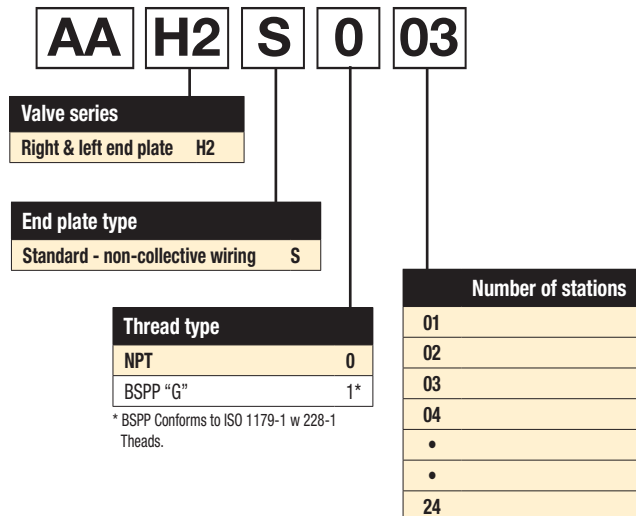 AA H2 S 0 03
Valve series
Right & left end plate H2
End plate type
Standard - non-collective wiring S
Thread type
NPT 0
BSPP “G” 1*
* BSPP Conforms to ISO 1179-1 w 228-1
Theads.
Number of stations
01
02
03
04
•
•
24